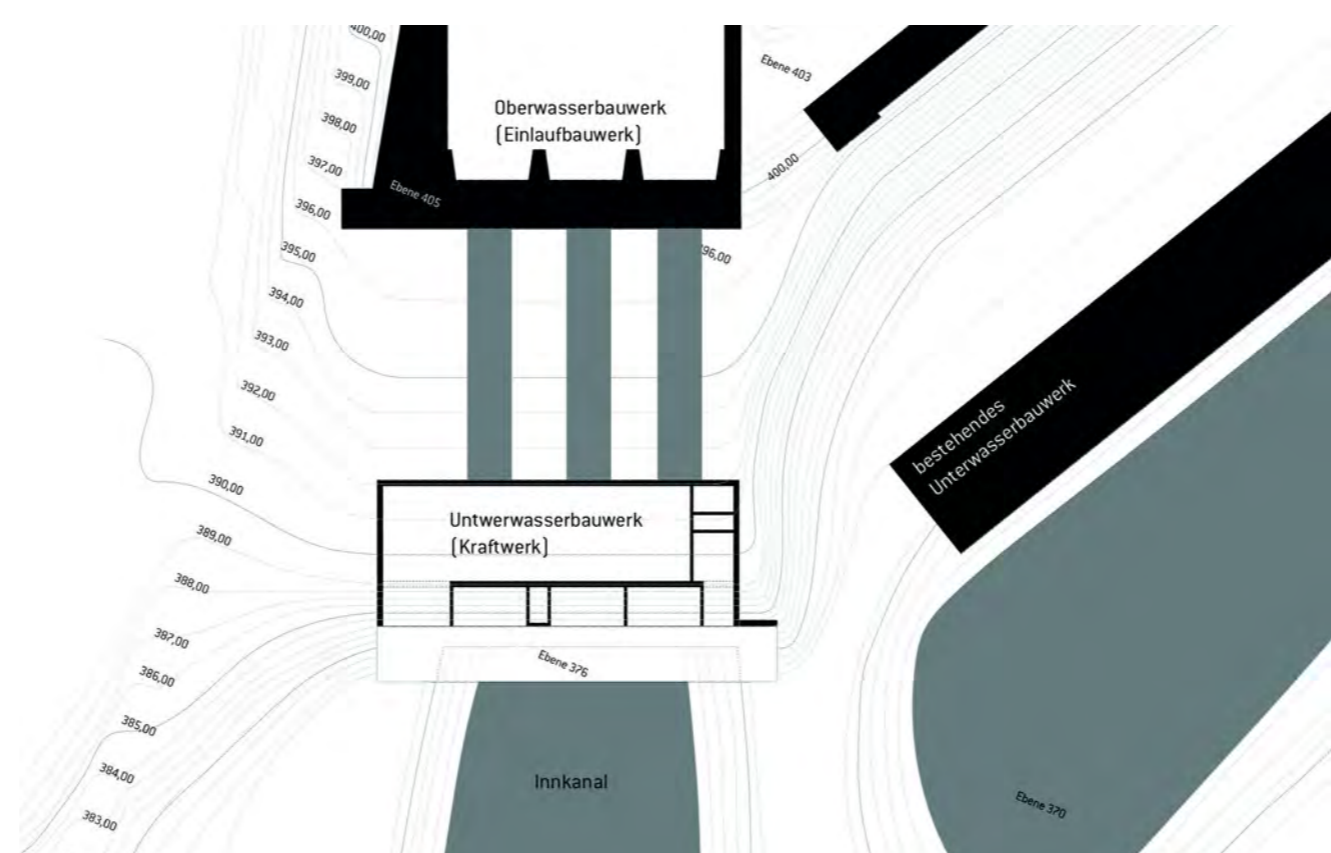 400,00
399,00
398,00
397,00
396,00
395,00
394,00
393,00
392,00
391,00
390,00
389,00
388,00
387,00
386,00
385,00
384,00
383,00
Oberwasserbauwerk
(Einlaufbauwerk)
Ebene 405
Ebene 403
400,00
96,00
Untwerwasserbauwerk
(Kraftwerk)
Ebene 376
Innkanal
bestehendes
Unterwasserbauwerk
Ebene 370